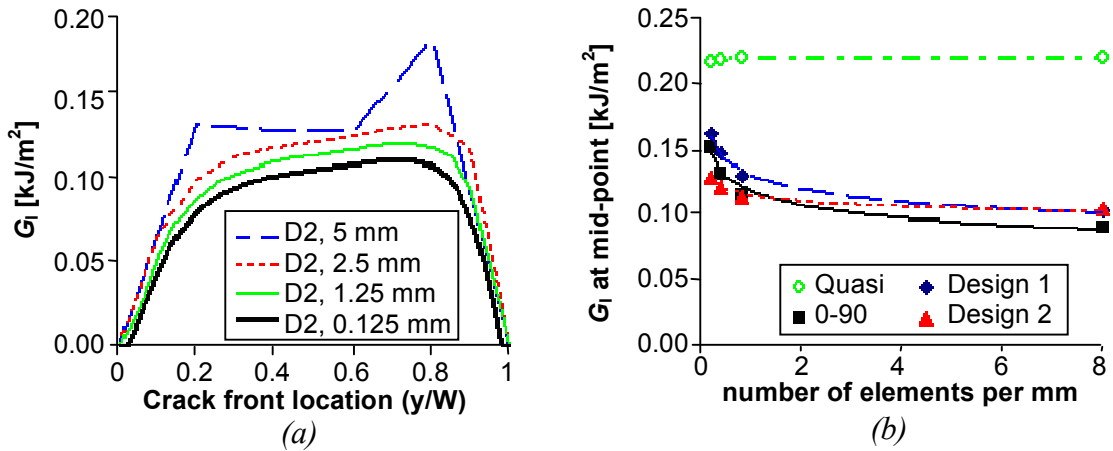 0.20
0.15
0.10
0.05
0.00
G_I [kJ/m²]
D2, 5 mm
D2, 2.5 mm
D2, 1.25 mm
D2, 0.125 mm
0 0.2 0.4 0.6 0.8 1
Crack front location (y/W)
(a)
0.25
0.20
0.15
0.10
0.05
0.00
G_I at mid-point [kJ/m²]
Quasi Design 1
0-90 Design 2
0 2 4 6 8
number of elements per mm
(b)